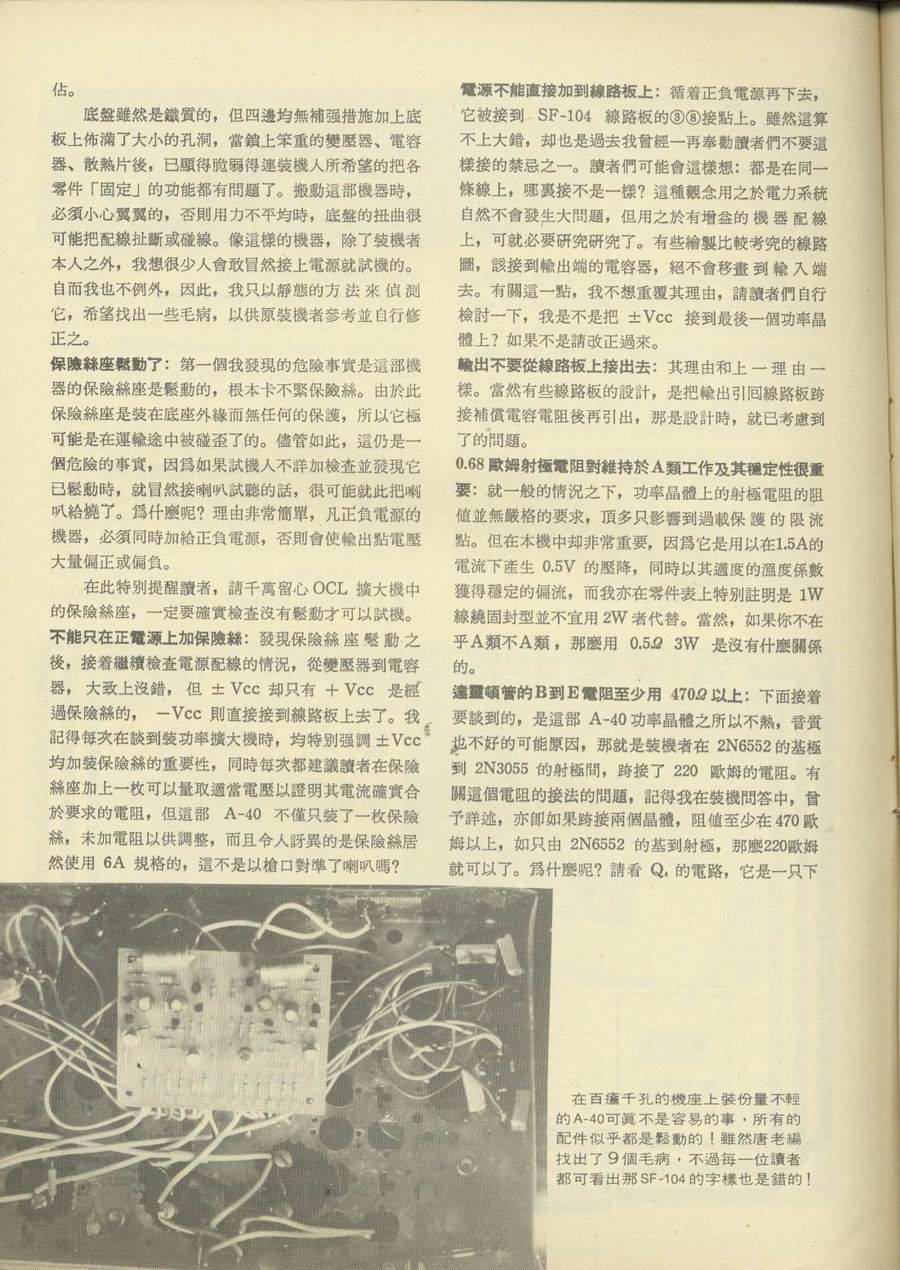 佔。
底盤雖然是鐵質的，但四邊均無補强措施加上底
板上佈滿了大小的孔洞，當鎖上笨重的變壓器、電容
器、散熱片後，已顯得脆弱得連裝機人所希望的把各
零件「固定」的功能都有問題了。搬動這部機器時，
必須小心翼翼的，否則用力不平均時，底盤的扭曲很
可能把配線扯斷或碰線。像這樣的機器，除了裝機者
本人之外，我想很少人會敢冒然接上電源就試機的。
自而我也不例外，因此，我只以靜態的方法來偵測
它，希望找出一些毛病，以供原裝機者參考並自行修
正之。
保險絲座鬆動了：第一個我發現的危險事實是這部機
器的保險絲座是鬆動的，根本卡不緊保險絲。由於此
保險絲座是裝在底座外緣而無任何的保護，所以它極
可能是在運輸途中被碰歪了的。儘管如此，這仍是一
個危險的事實，因爲如果試機人不詳加檢查並發現它
已鬆動時，就冒然接喇叭試聽的話，很可能就此把喇
叭給燒了。爲什麽呢？理由非常簡單，凡正負電源的
機器，必須同時加給正負電源，否則會使輸出點電壓
大量偏正或偏負。
在此特別提醒讀者，請千萬留心 OCL 擴大機中
的保險絲座，一定要確實檢查沒有鬆動才可以試機。
不能只在正電源上加保險絲：發現保險絲座鬆動之
後，接着繼續檢查電源配線的情況，從變壓器到電容
器，大致上沒錯，但 ± Vcc 却只有 ＋ Vcc 是經
過保險絲的，－Vcc 則直接接到線路板上去了。我
記得每次在談到裝功率擴大機時，均特別强調 ±Vcc
均加裝保險絲的重要性，同時每次都建議讀者在保險
絲座加上一枚可以量取適當電壓以證明其電流確實合
於要求的電阻，但這部 A-40 不僅只裝了一枚保險
絲，未加電阻以供調整，而且令人訝異的是保險絲居
然使用 6A 規格的，這不是以槍口對準了喇叭嗎？
電源不能直接加到線路板上：循着正負電源再下去，
它被接到 SF-104 線路板的③⑧接點上。雖然這算
不上大錯，却也是過去我曾經一再奉勸讀者們不要這
樣接的禁忌之一。讀者們可能會這樣想：都是在同一
條線上，哪裏接不是一樣？這種觀念用之於電力系統
自然不會發生大問題，但用之於有增益的機器配線
上，可就必要研究研究了。有些繪製比較考究的線路
圖，該接到輸出端的電容器，絕不會移畫到輸入端
去。有關這一點，我不想重覆其理由，請讀者們自行
檢討一下，我是不是把 ±Vcc 接到最後一個功率晶
體上？如果不是請改正過來。
輸出不要從線路板上接出去：其理由和上一理由一
樣。當然有些線路板的設計，是把輸出引回線路板跨
接補償電容電阻後再引出，那是設計時，就已考慮到
了的問題。
0.68 歐姆射極電阻對維持於A類工作及其穩定性很重
要：就一般的情況之下，功率晶體上的射極電阻的阻
値並無嚴格的要求，頂多只影響到過載保護的限流
點。但在本機中却非常重要，因爲它是用以在1.5A的
電流下產生 0.5V 的壓降，同時以其適度的溫度係數
獲得穩定的偏流，而我亦在零件表上特別註明是 1W
線繞固封型並不宜用 2W 者代替。當然，如果你不在
乎A類不A類，那麽用 0.5Ω 3W 是沒有什麽關係
的。
達靈頓管的B到E電阻至少用 470Ω 以上：下面接着
要談到的，是這部 A-40 功率晶體之所以不熱，音質
也不好的可能原因，那就是裝機者在 2N6552 的基極
到 2N3055 的射極間，跨接了 220 歐姆的電阻。有
關這個電阻的接法的問題，記得我在裝機問答中，曾
予詳述，亦卽如果跨接兩個晶體，阻値至少在 470 歐
姆以上，如只由 2N6552 的基到射極，那麽220歐姆
就可以了。爲什麽呢？請看 Q₄ 的電路，它是一只下
在百瘡千孔的機座上裝份量不輕
的A-40可眞不是容易的事，所有的
配件似乎都是鬆動的！雖然唐老編
找出了9個毛病，不過每一位讀者
都可看出那SF-104的字樣也是錯的！